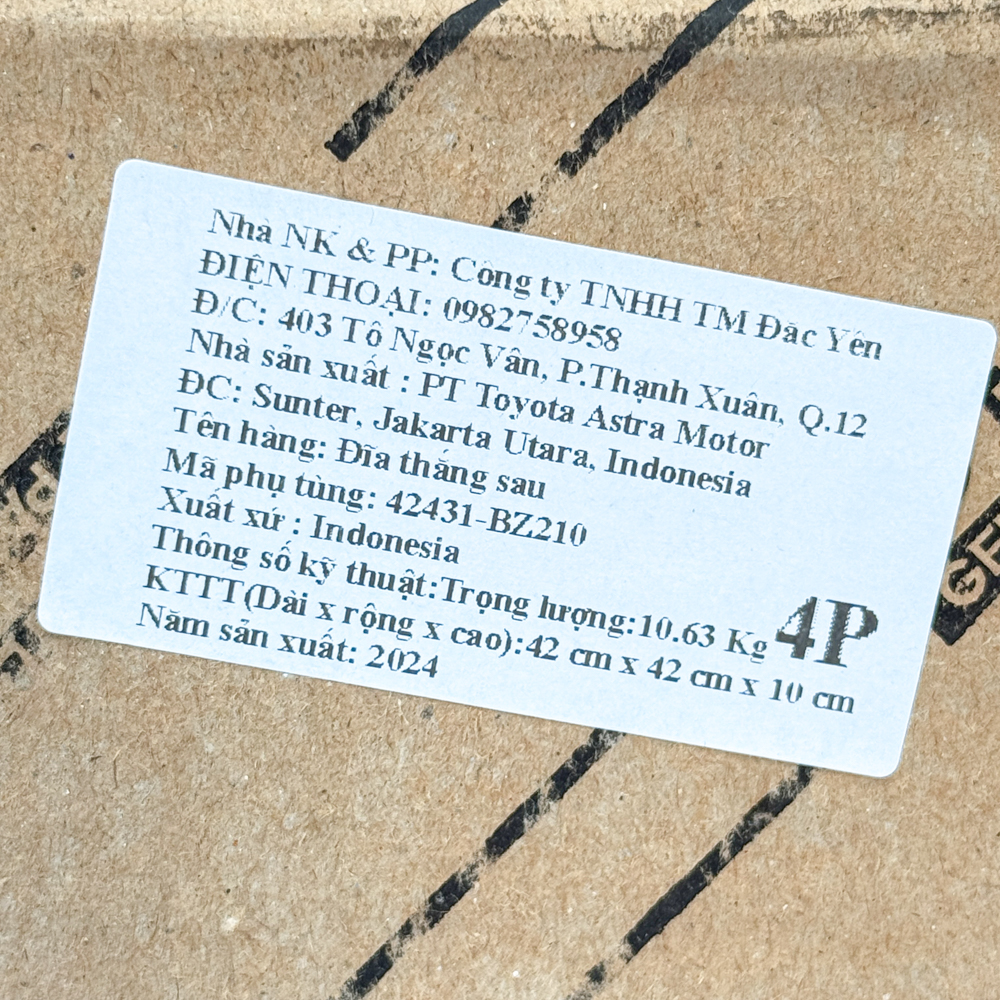 Nhà NK & PP: Công ty TNHH TM Đăc Yên
ĐIỆN THOẠI: 0982758958
Đ/C: 403 Tô Ngọc Vân, P.Thạnh Xuân, Q.12
Nhà sản xuất : PT Toyota Astra Motor
ĐC: Sunter, Jakarta Utara, Indonesia
Tên hàng: Đĩa thắng sau
Mã phụ tùng: 42431-BZ210
Xuất xứ : Indonesia
Thông số kỹ thuật:Trọng lượng:10.63 Kg
4P
KTTT(Dài x rộng x cao):42 cm x 42 cm x 10 cm
Năm sản xuất: 2024